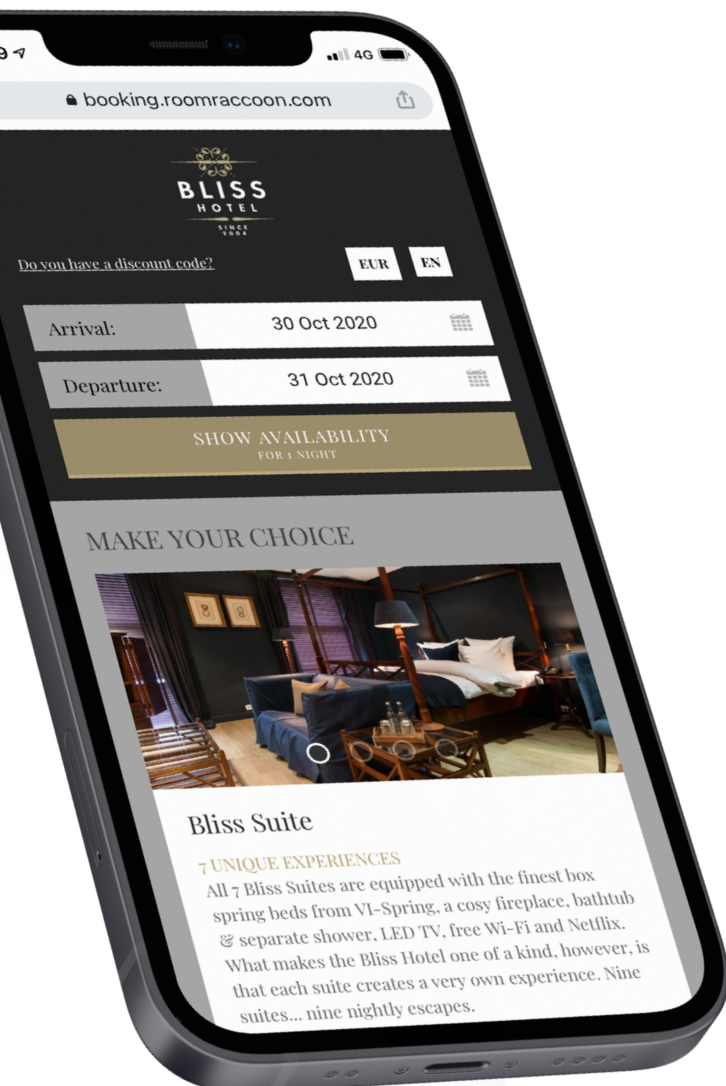 9
4G
booking.roomraccoon.com
BLISS
HOTEL
SINCE
2004
Do you have a discount code?
EUR
EN
Arrival:
30 Oct 2020
Departure:
31 Oct 2020
SHOW AVAILABILITY
FOR 1 NIGHT
MAKE YOUR CHOICE
Bliss Suite
7 UNIQUE EXPERIENCES
All 7 Bliss Suites are equipped with the finest box
spring beds from VI-Spring, a cosy fireplace, bathtub
& separate shower, LED TV, free Wi-Fi and Netflix.
What makes the Bliss Hotel one of a kind, however, is
that each suite creates a very own experience. Nine
suites... nine nightly escapes.